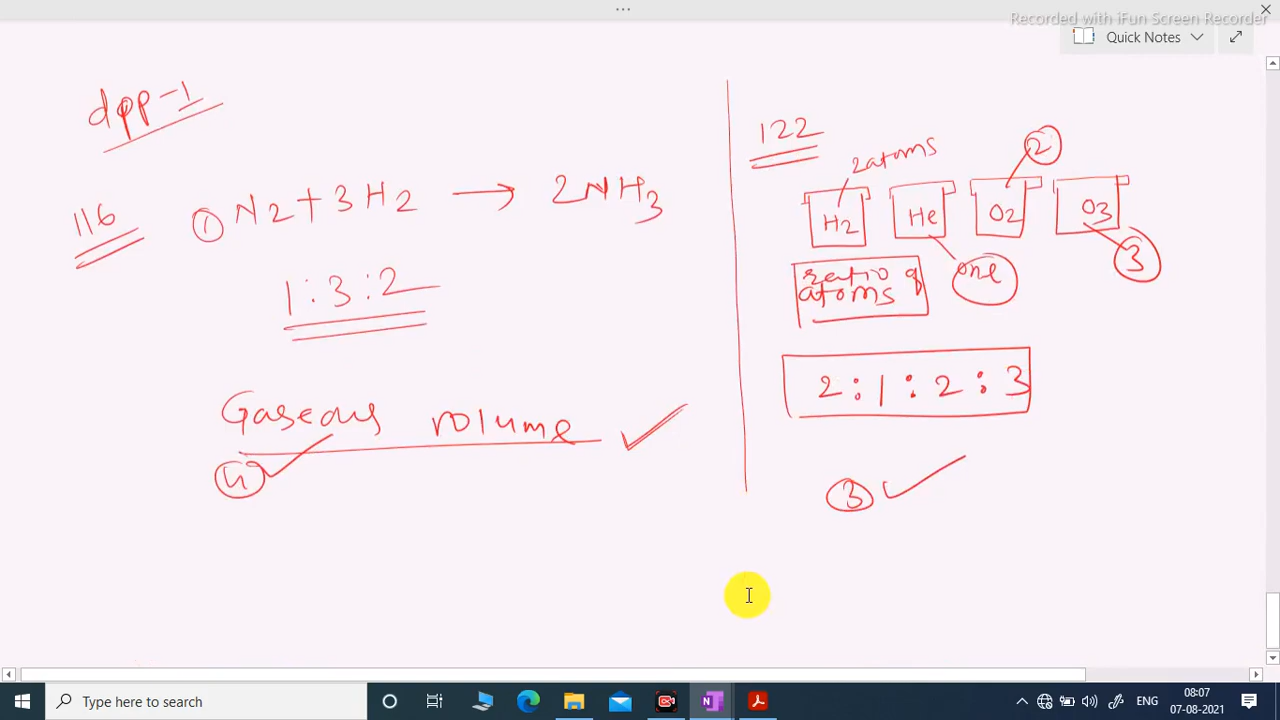 Recorded with iFun Screen Recorder
Quick Notes
dpp-1
116
① N2 + 3H2 → 2NH3
1:3:2
Gaseous volume ✓
④ ✓
122
2 atoms
②
H2
He
O2
O3
ratio of
atoms
one
③
2:1:2:3
③ ✓
Type here to search
ENG
08:07
07-08-2021